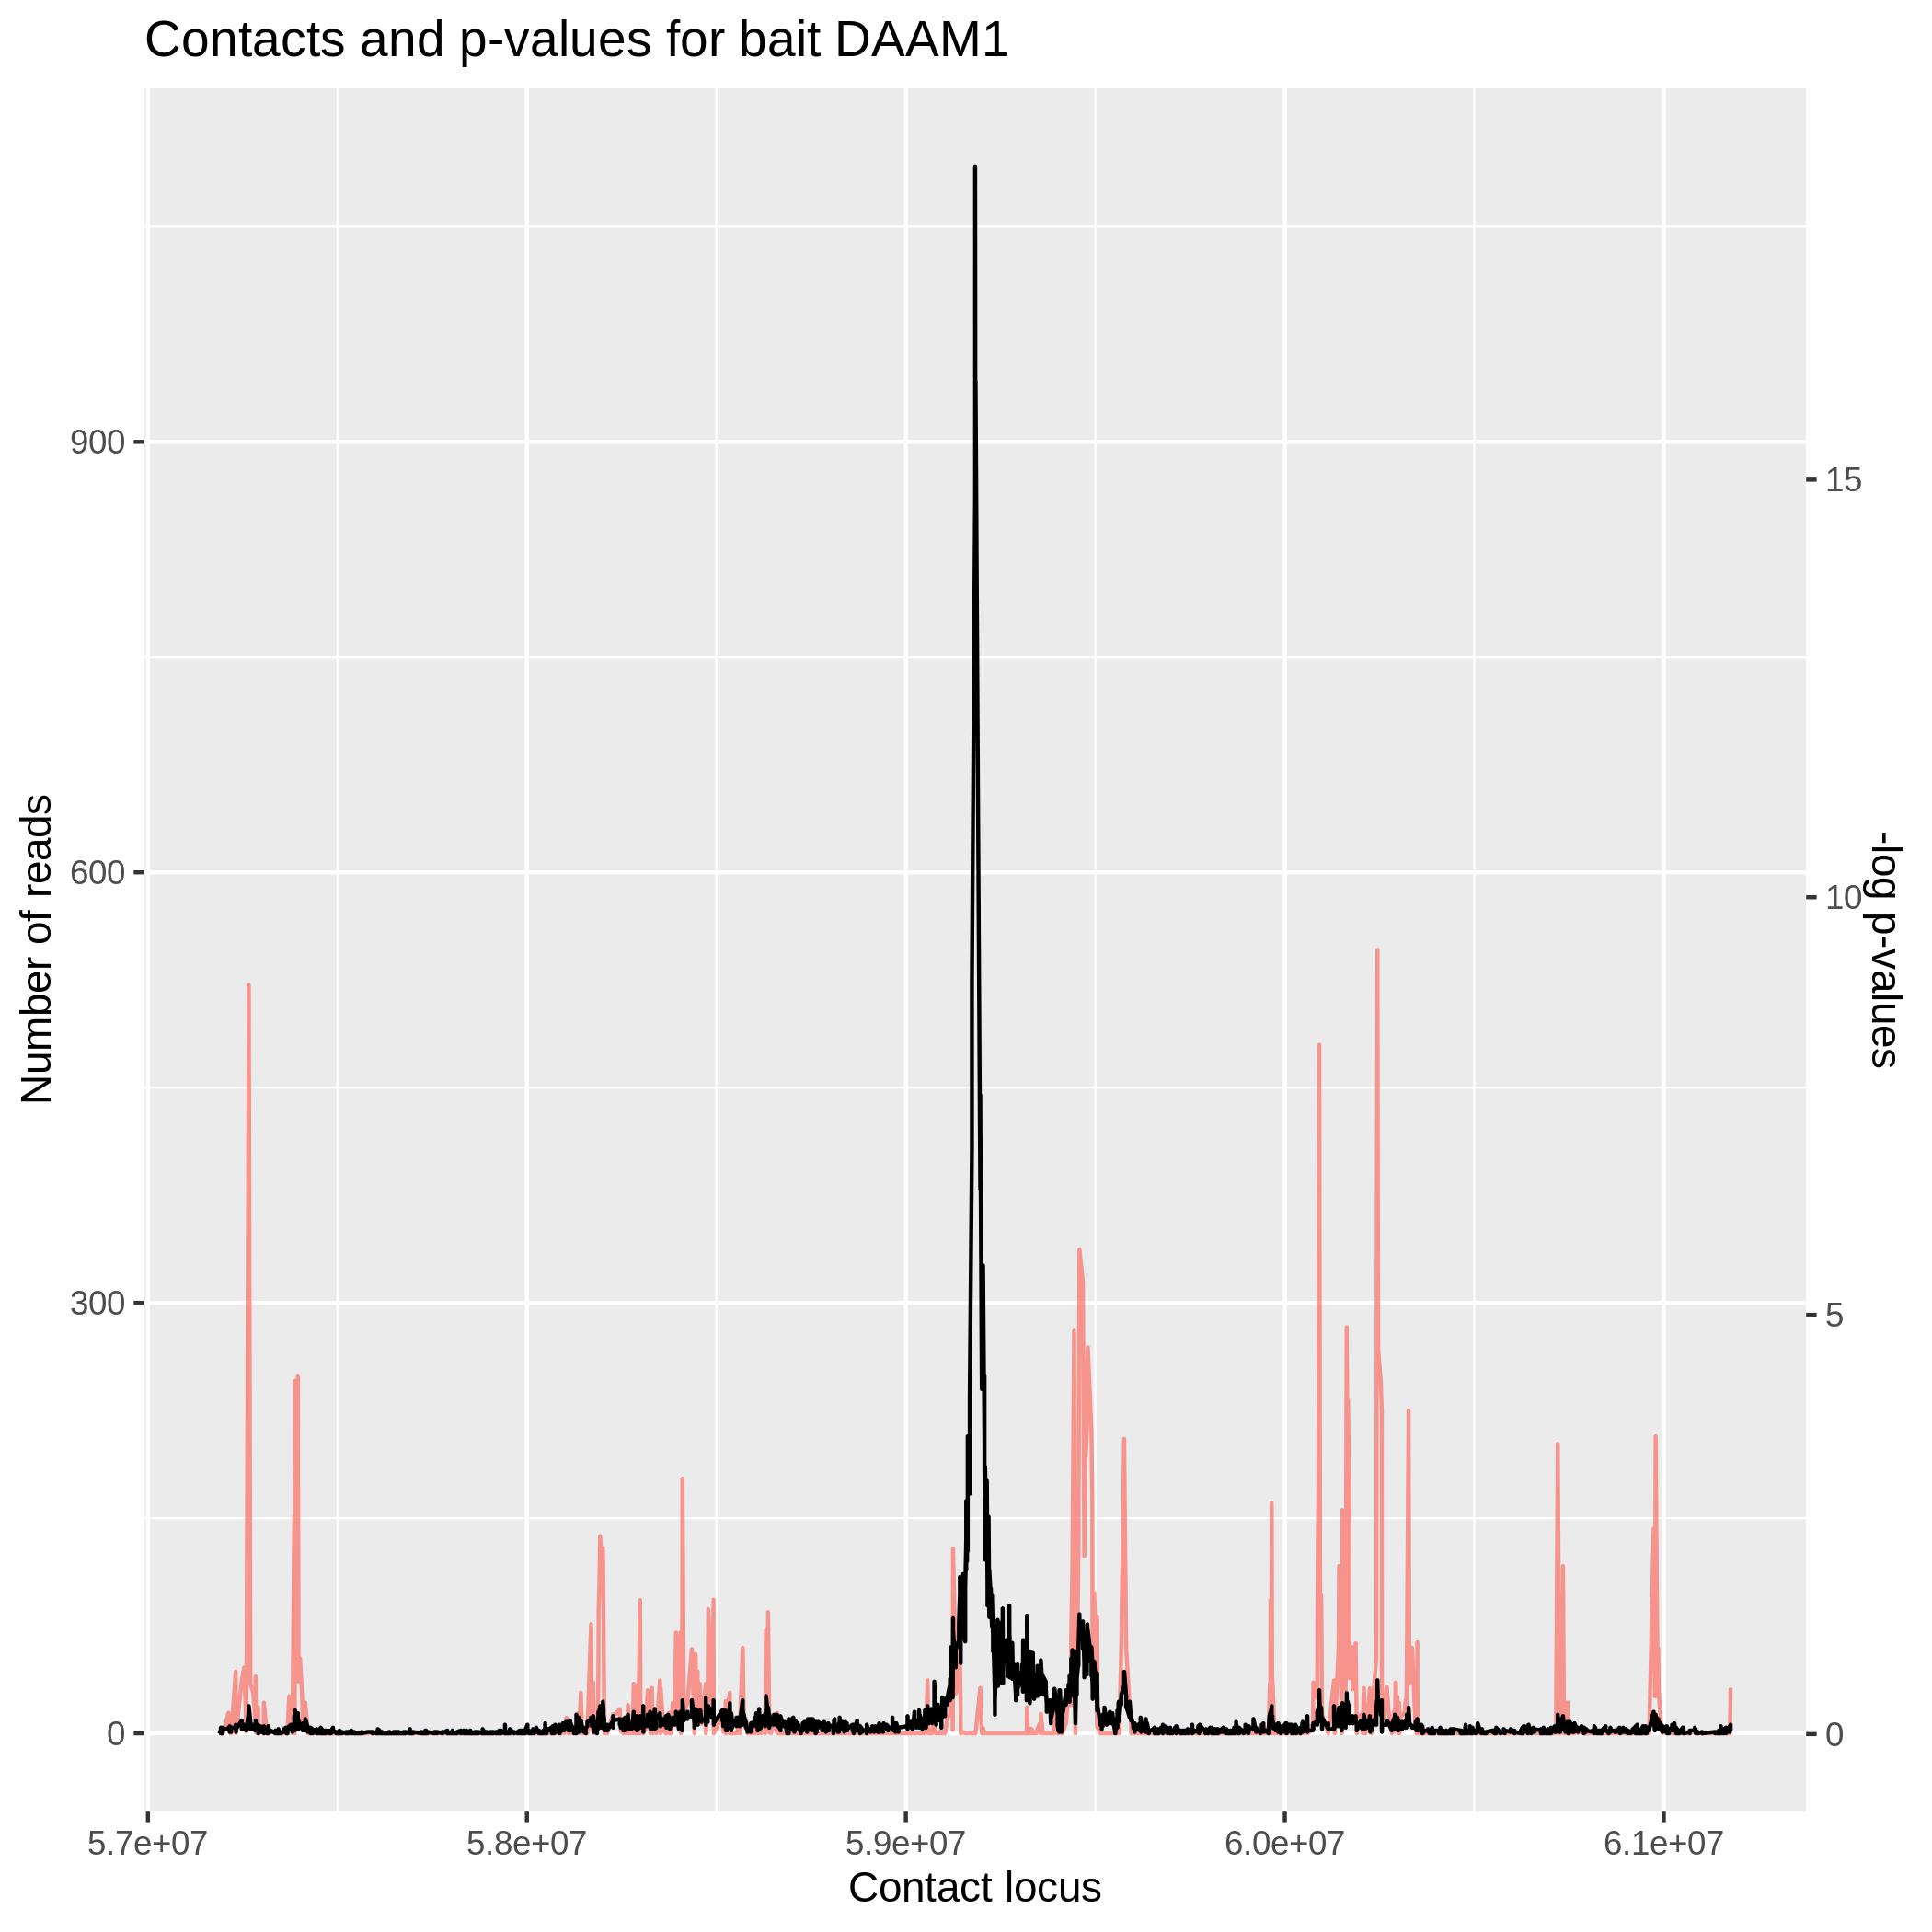 Contacts and p-values for bait DAAM1
Number of reads
900
600
300
0
15
10
5
0
-log p-values
5.7e+07 5.8e+07 5.9e+07 6.0e+07 6.1e+07
Contact locus